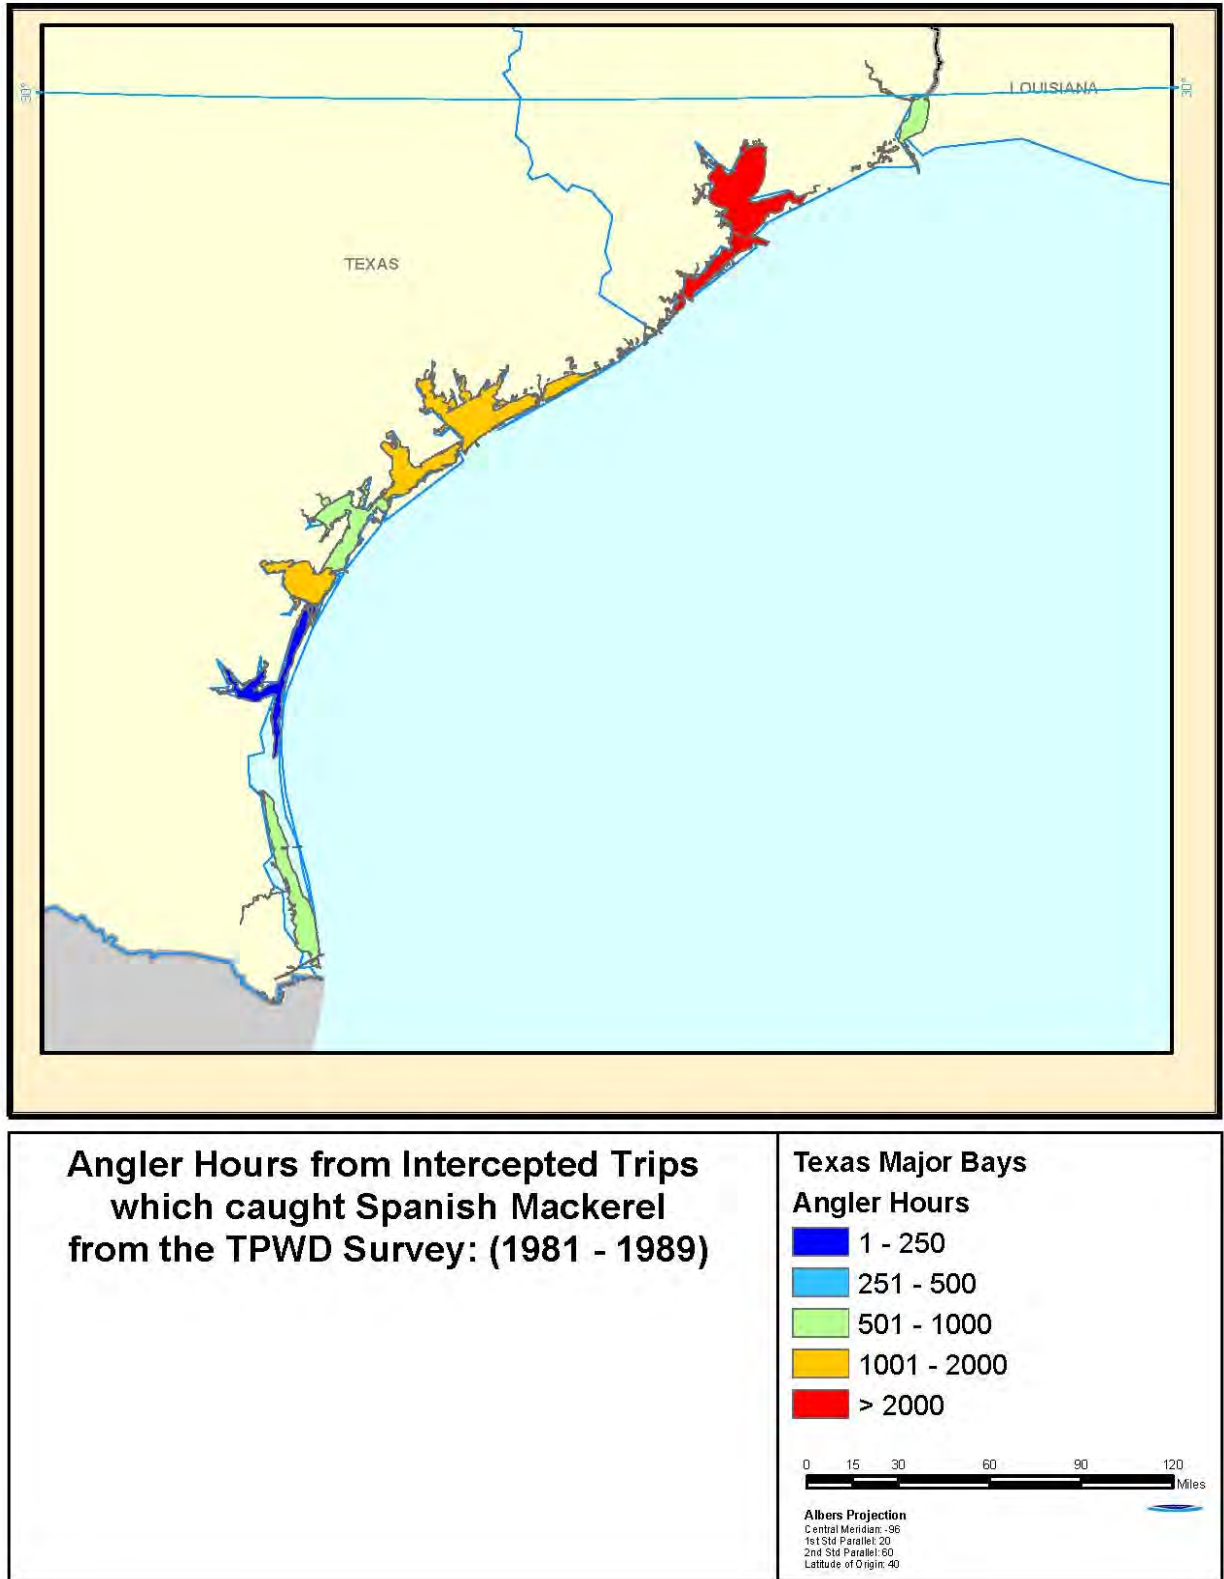 30°
LOUISIANA
30°
TEXAS
Angler Hours from Intercepted Trips
which caught Spanish Mackerel
from the TPWD Survey: (1981 - 1989)
Texas Major Bays
Angler Hours
1 - 250
251 - 500
501 - 1000
1001 - 2000
> 2000
0 15 30 60 90 120
Miles
Albers Projection
Central Meridian: -96
1st Std Parallel: 20
2nd Std Parallel: 60
Latitude of Origin: 40